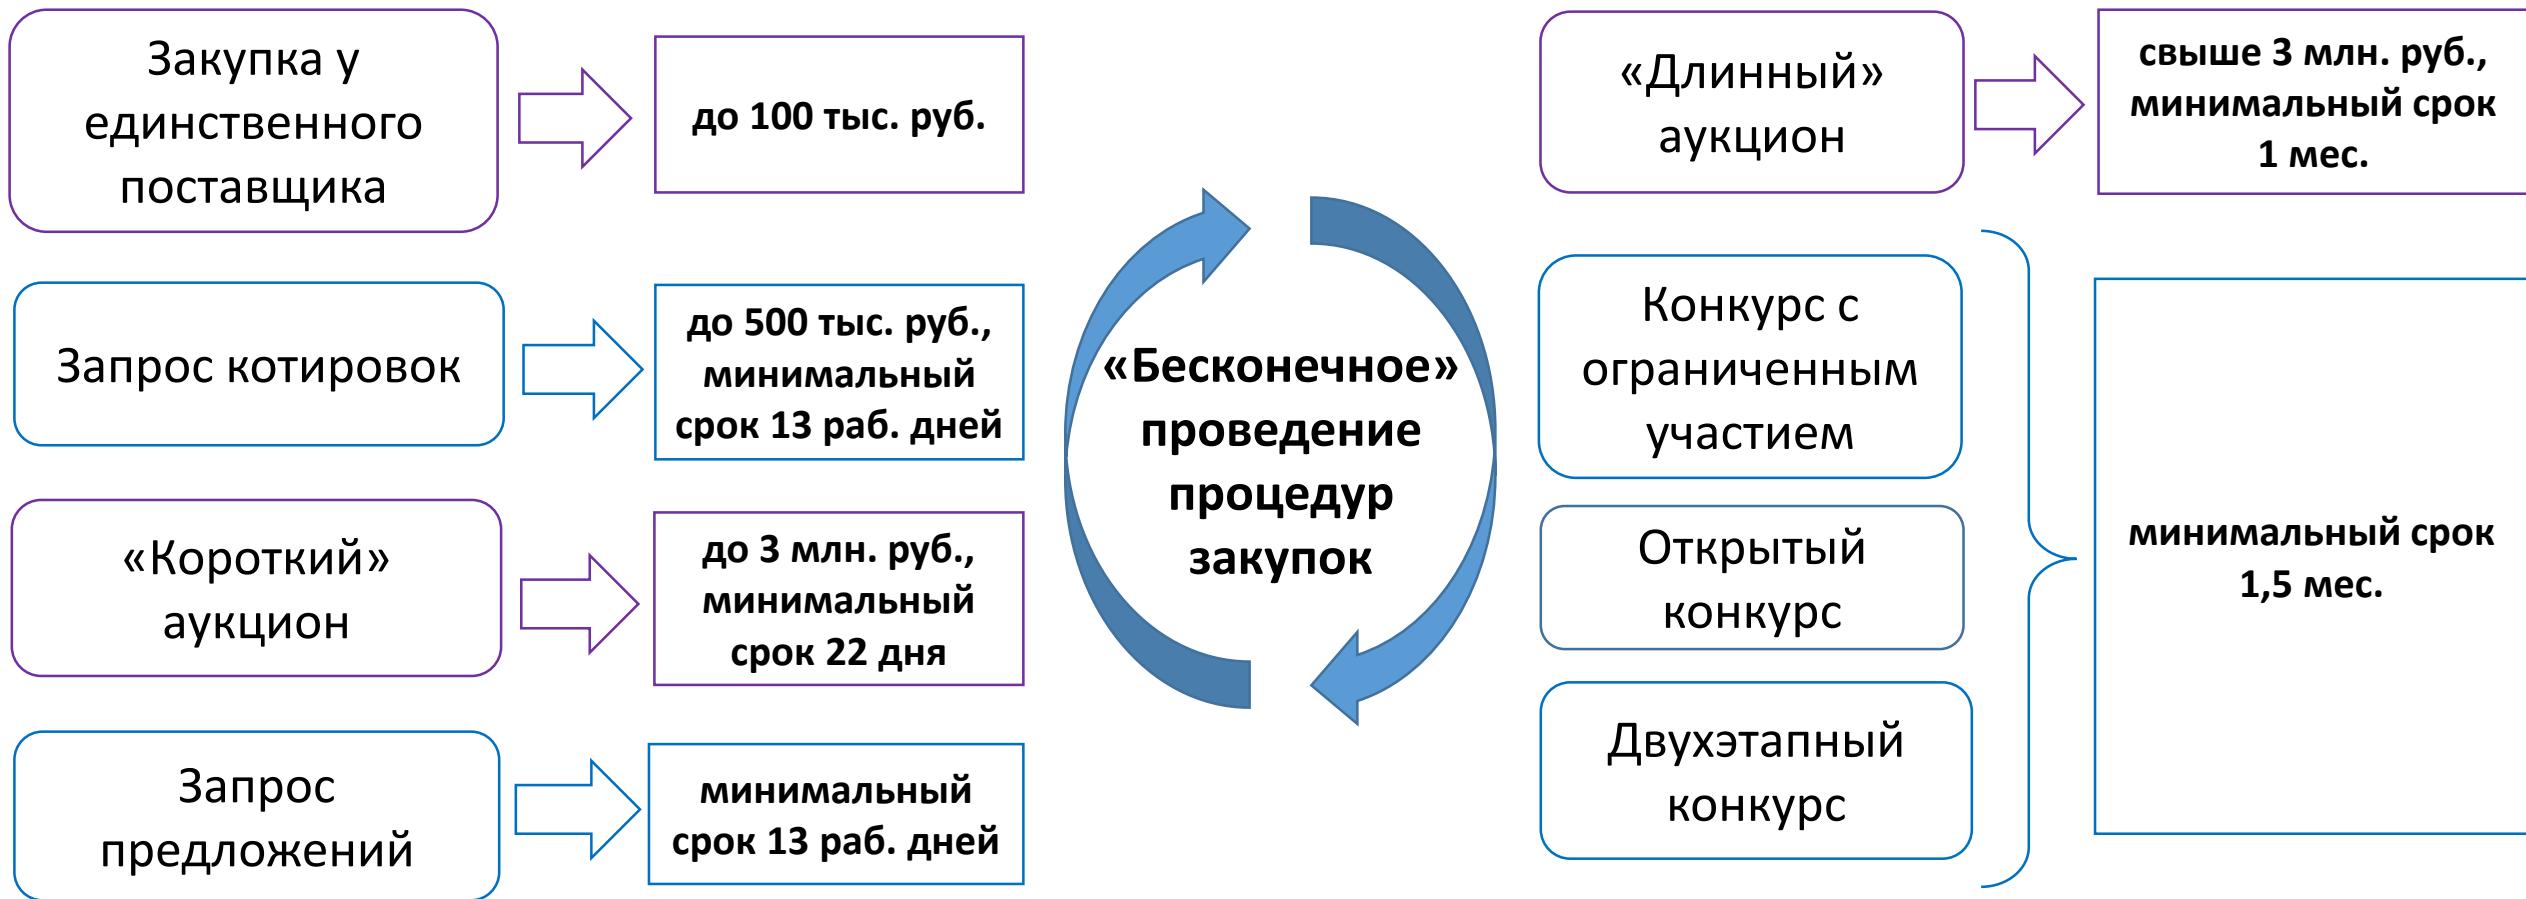 Закупка у
единственного
поставщика
до 100 тыс. руб.
Запрос котировок
до 500 тыс. руб.,
минимальный
срок 13 раб. дней
«Короткий»
аукцион
до 3 млн. руб.,
минимальный
срок 22 дня
Запрос
предложений
минимальный
срок 13 раб. дней
«Бесконечное»
проведение
процедур
закупок
«Длинный»
аукцион
свыше 3 млн. руб.,
минимальный срок
1 мес.
Конкурс с
ограниченным
участием
Открытый
конкурс
Двухэтапный
конкурс
минимальный срок
1,5 мес.